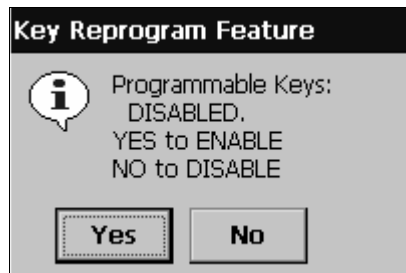 Key Reprogram Feature
Programmable Keys:
DISABLED.
YES to ENABLE
NO to DISABLE
Yes No